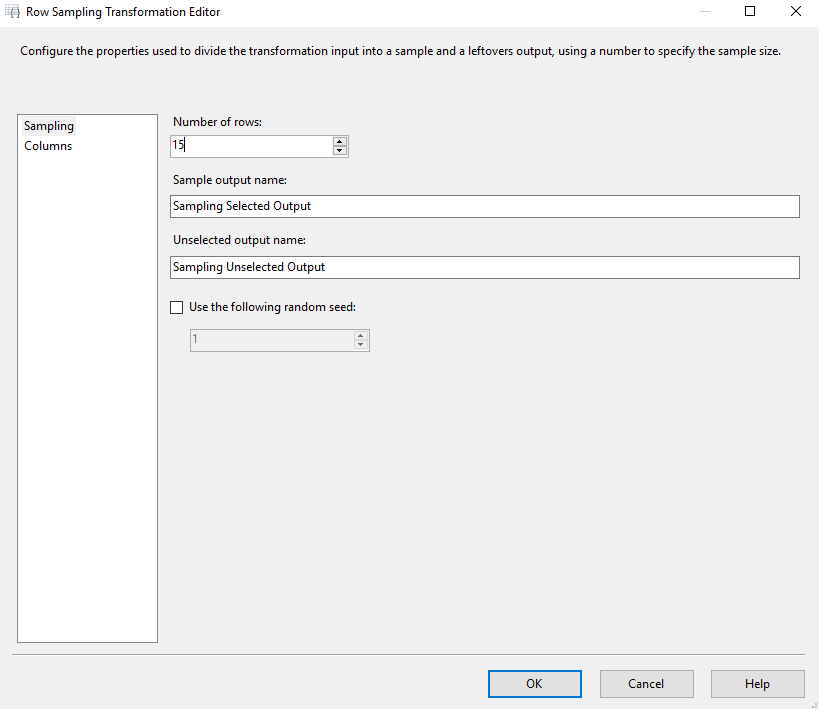 Row Sampling Transformation Editor
Configure the properties used to divide the transformation input into a sample and a leftovers output, using a number to specify the sample size.
Sampling
Columns
Number of rows:
15
Sample output name:
Sampling Selected Output
Unselected output name:
Sampling Unselected Output
Use the following random seed:
1
OK
Cancel
Help